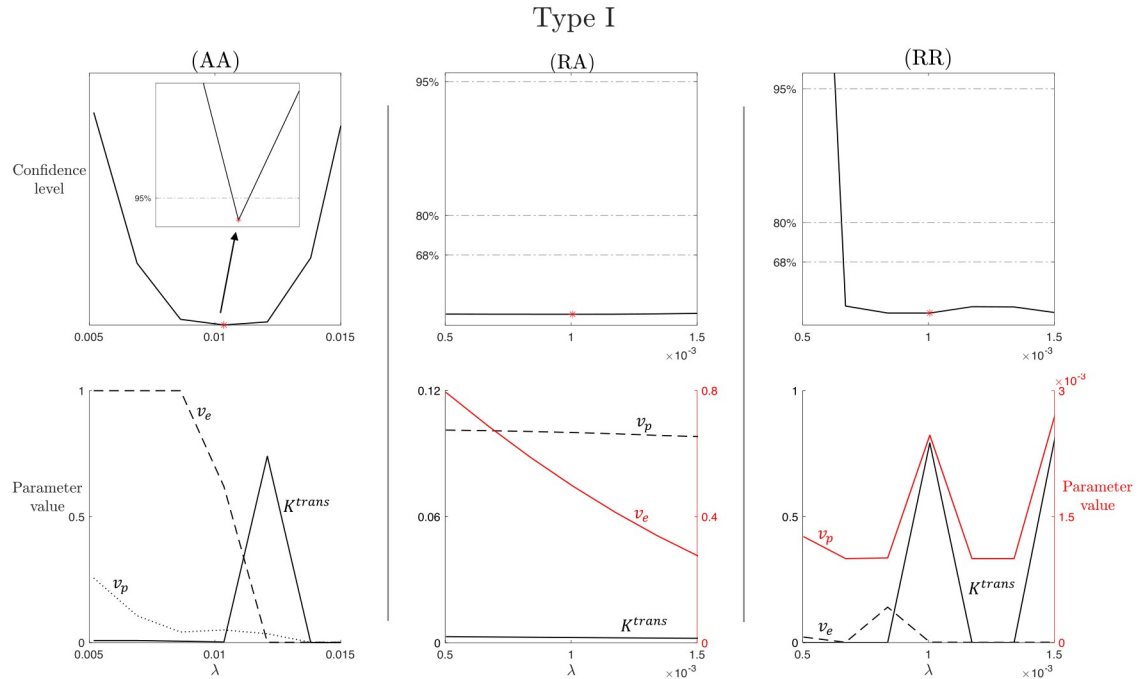 Type I
(AA)
(RA)
(RR)
Confidence
level
95%
0.005
0.01
0.015
95%
80%
68%
0.5
1
1.5
×10⁻³
95%
80%
68%
0.5
1
1.5
×10⁻³
Parameter
value
1
0.5
0
v_e
K^trans
v_p
0.005
0.01
0.015
λ
0.12
0.06
0
v_p
v_e
K^trans
0.8
0.4
0
0.5
1
1.5
λ
×10⁻³
1
0.5
0
v_p
K^trans
v_e
×10⁻³
3
1.5
0
Parameter
value
0.5
1
1.5
λ
×10⁻³